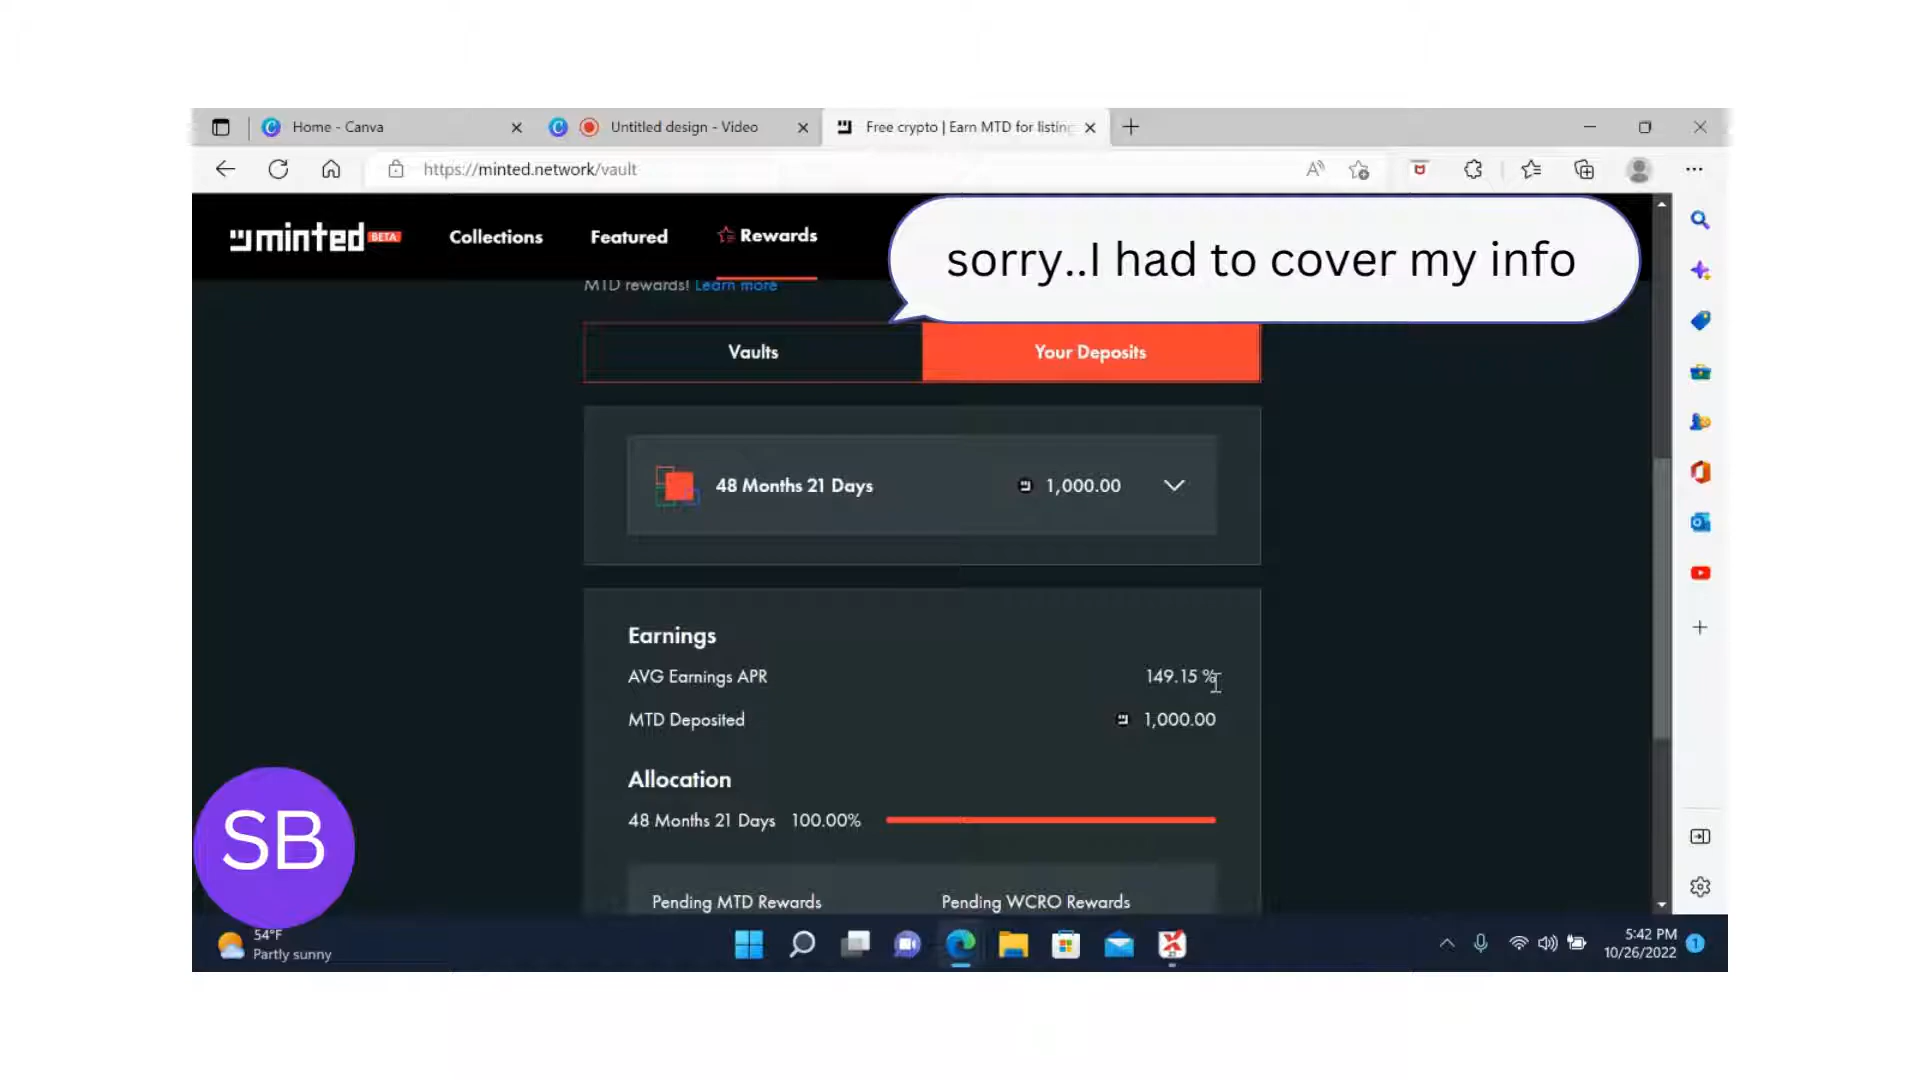 Home - Canva
Untitled design - Video
Free crypto | Earn MTD for listing
https://minted.network/vault
minted BETA
Collections
Featured
Rewards
sorry..I had to cover my info
MTD rewards! Learn more
Vaults
Your Deposits
48 Months 21 Days
1,000.00
Earnings
AVG Earnings APR
149.15 %
MTD Deposited
1,000.00
Allocation
48 Months 21 Days 100.00%
SB
Pending MTD Rewards
Pending WCRO Rewards
54°F
Partly sunny
5:42 PM
10/26/2022
1